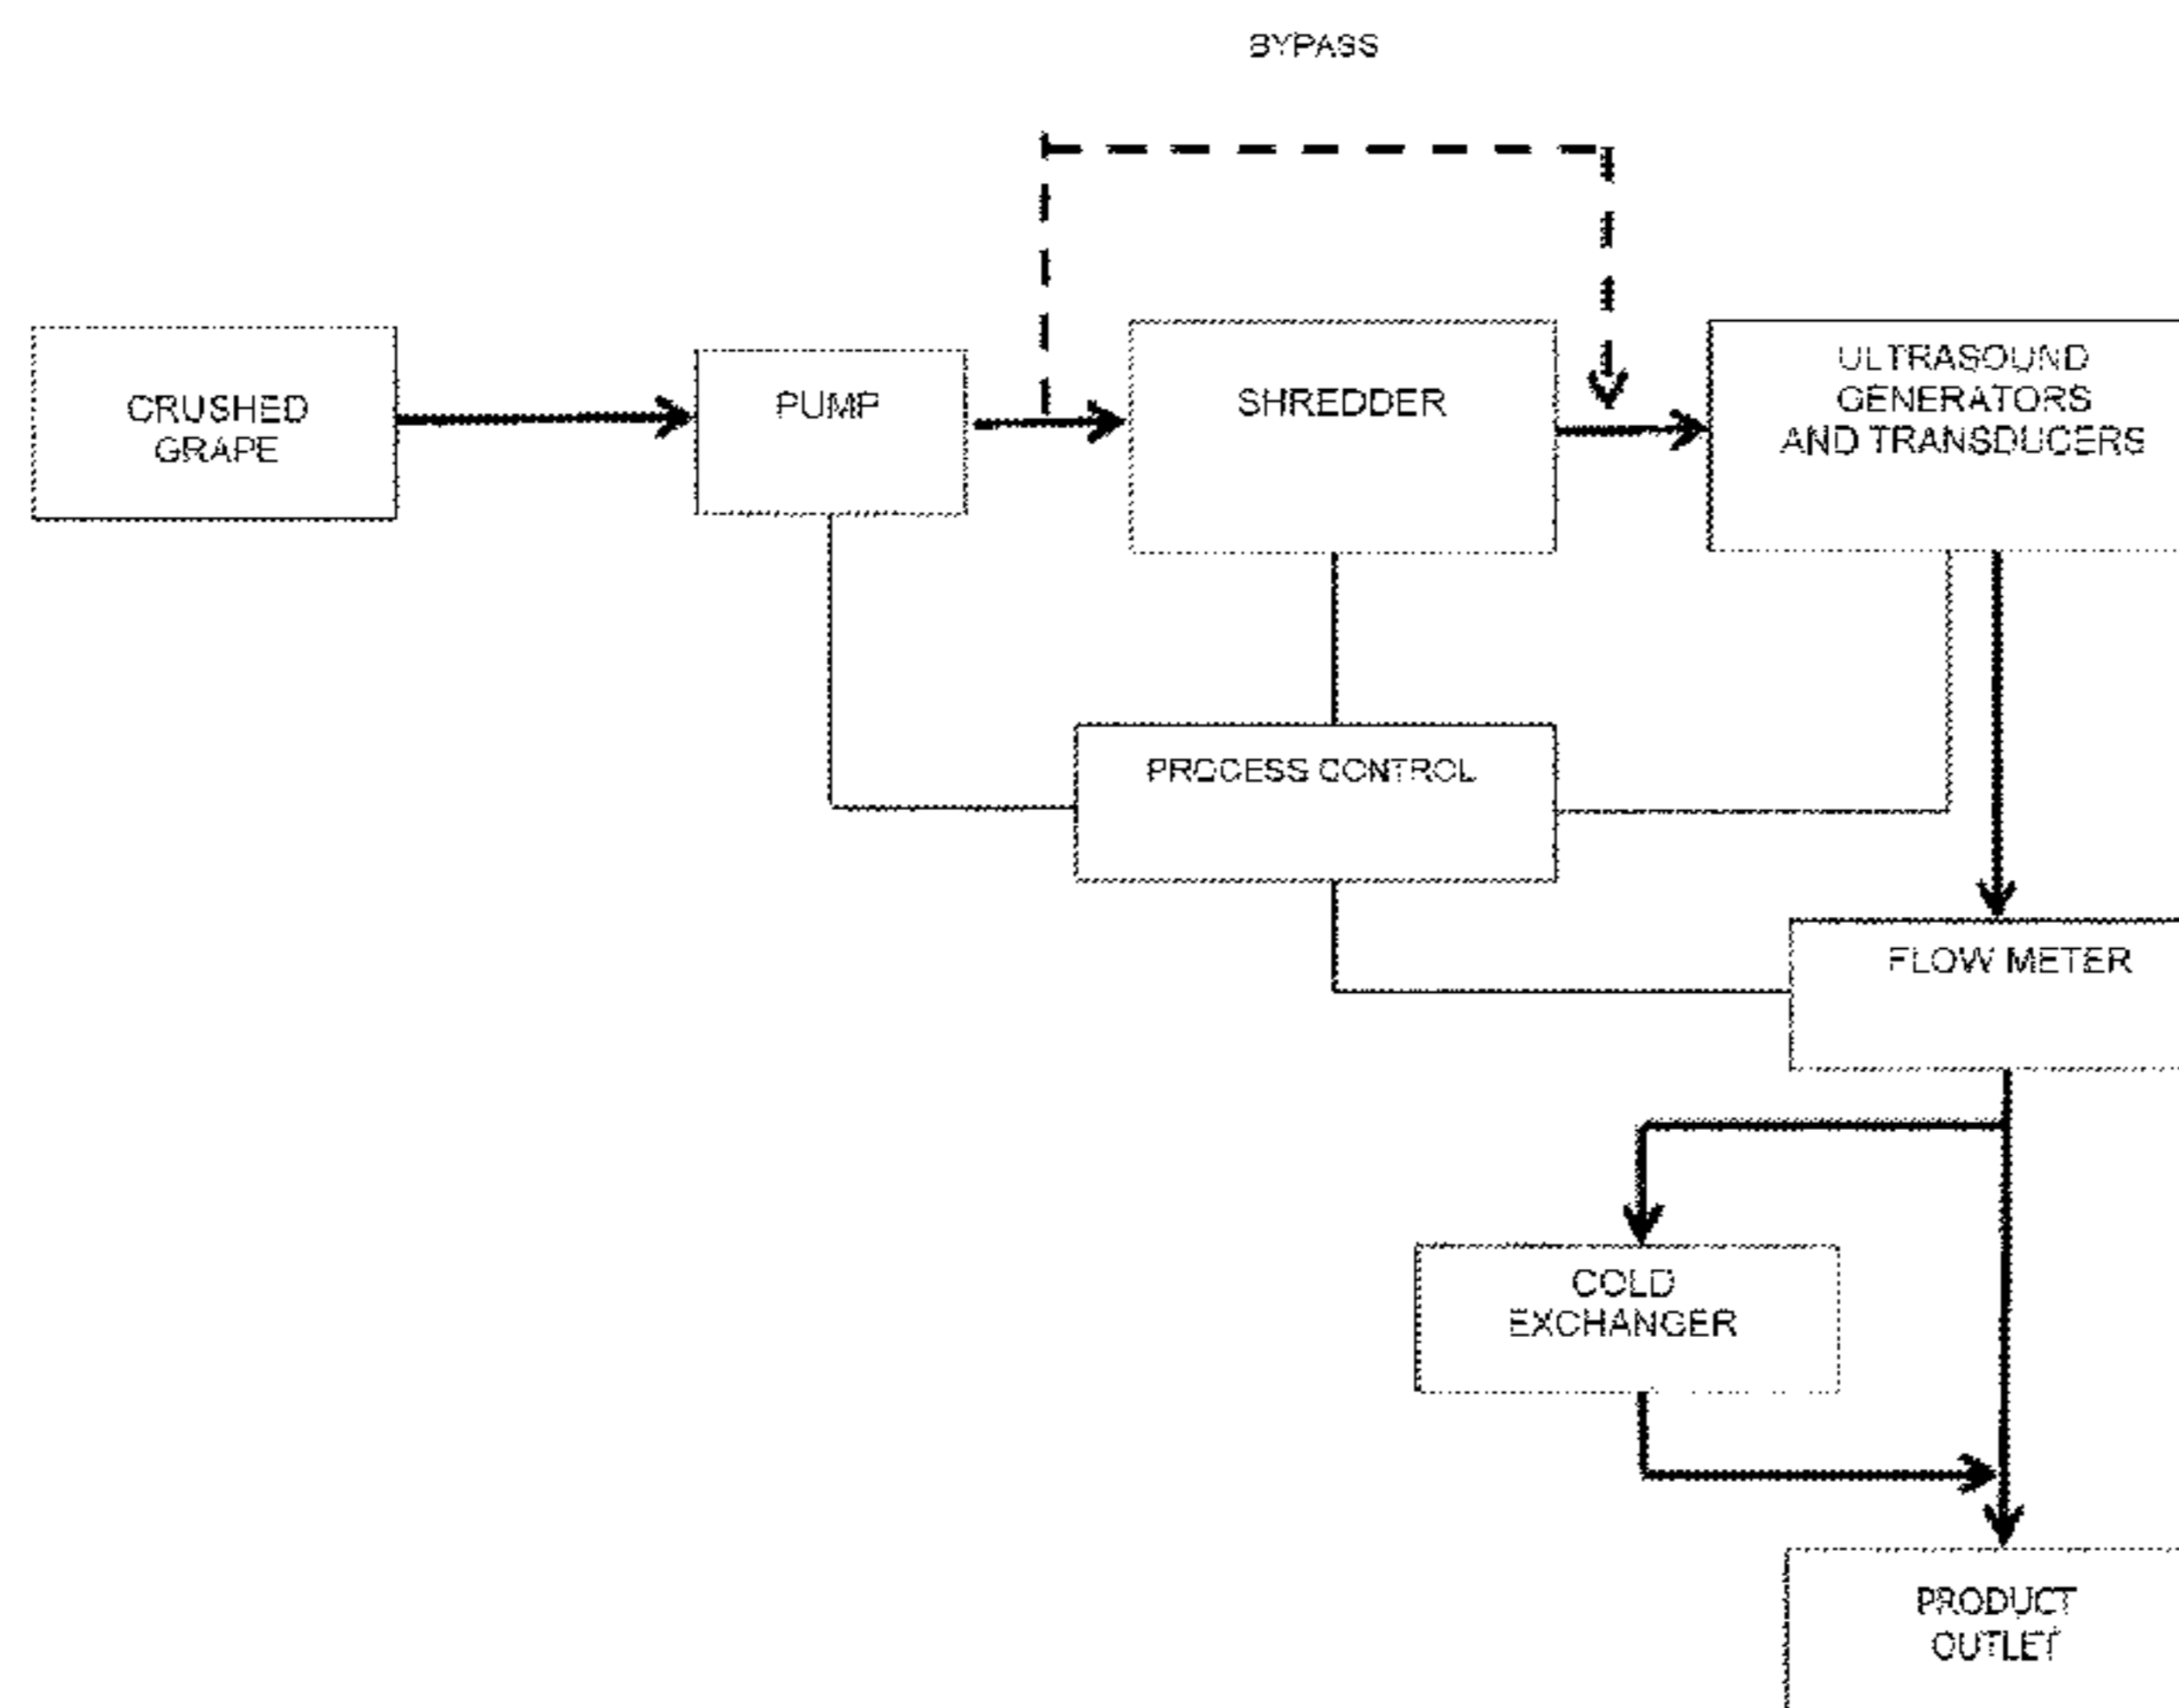 BYPASS
CRUSHED
GRAPE
PUMP
SHREDDER
ULTRASOUND
GENERATORS
AND TRANSDUCERS
PROCESS CONTROL
FLOW METER
COLD
EXCHANGER
PRODUCT
OUTLET